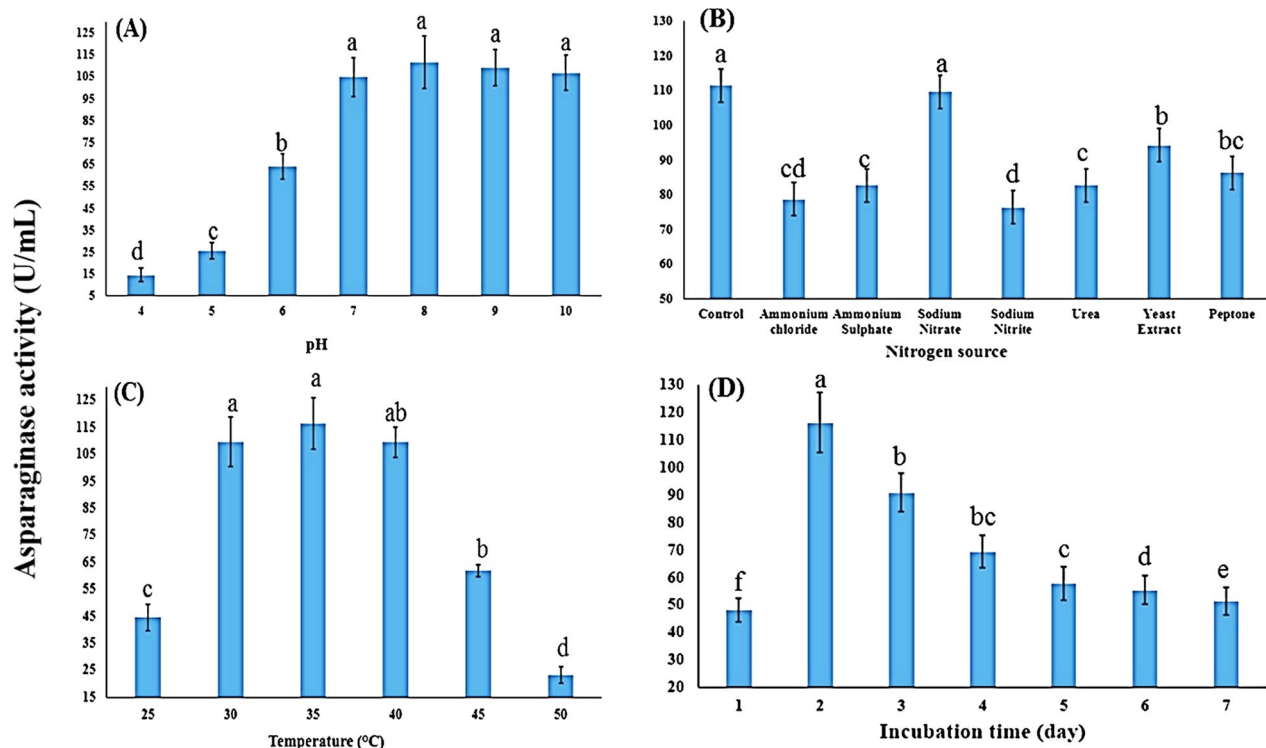 Asparaginase activity (U/mL)
(A)
125
115
105
95
85
75
65
55
45
35
25
15
5
d c b a a a a
4 5 6 7 8 9 10
pH
(B)
130
120
110
100
90
80
70
60
50
a cd c a d c b bc
Control Ammonium chloride Ammonium Sulphate Sodium Nitrate Sodium Nitrite Urea Yeast Extract Peptone
Nitrogen source
(C)
125
115
105
95
85
75
65
55
45
35
25
15
c a a ab b d
25 30 35 40 45 50
Temperature (°C)
(D)
130
120
110
100
90
80
70
60
50
40
30
20
f a b bc c d e
1 2 3 4 5 6 7
Incubation time (day)